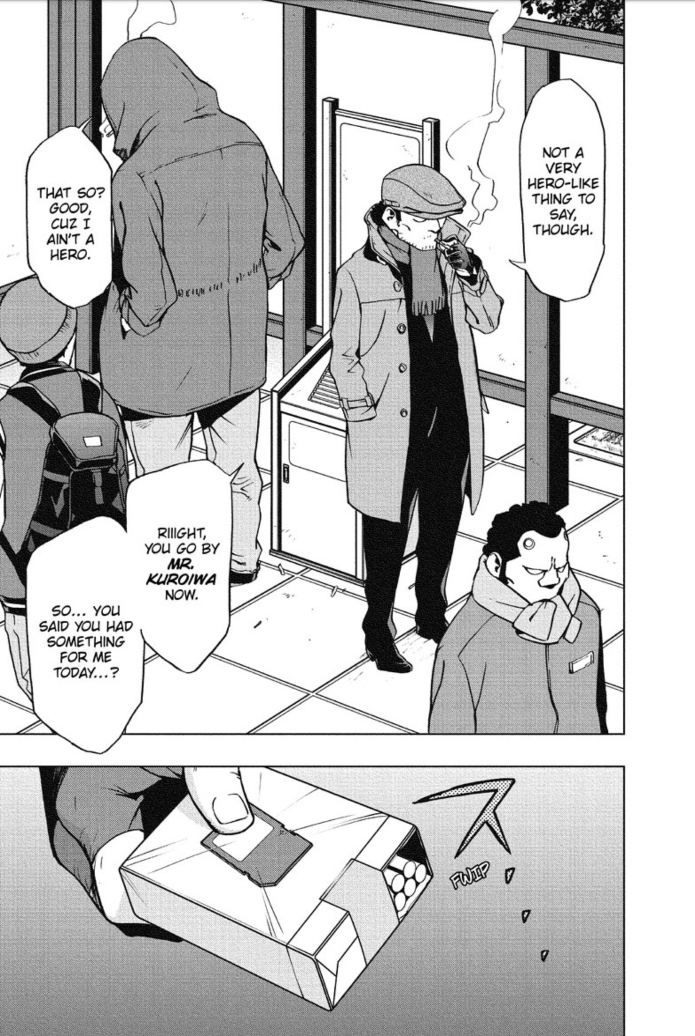 NOT A
VERY
HERO-LIKE
THING TO
SAY,
THOUGH.
THAT SO?
GOOD,
CUZ I
AIN'T A
HERO.
RIIIGHT,
YOU GO BY
MR.
KUROIWA
NOW.
SO... YOU
SAID YOU HAD
SOMETHING
FOR ME
TODAY...?
FWIP